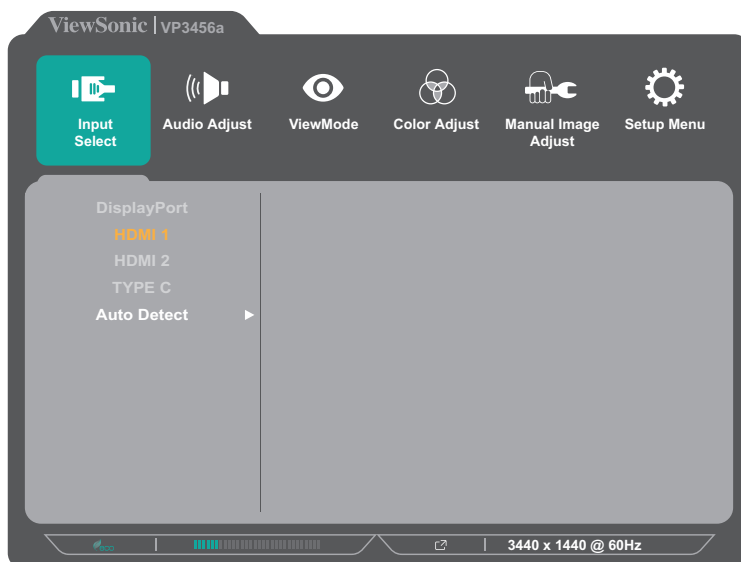 ViewSonic | VP3456a
Input
Select
Audio Adjust
ViewMode
Color Adjust
Manual Image
Adjust
Setup Menu
DisplayPort
HDMI 1
HDMI 2
TYPE C
Auto Detect
eco
3440 x 1440 @ 60Hz